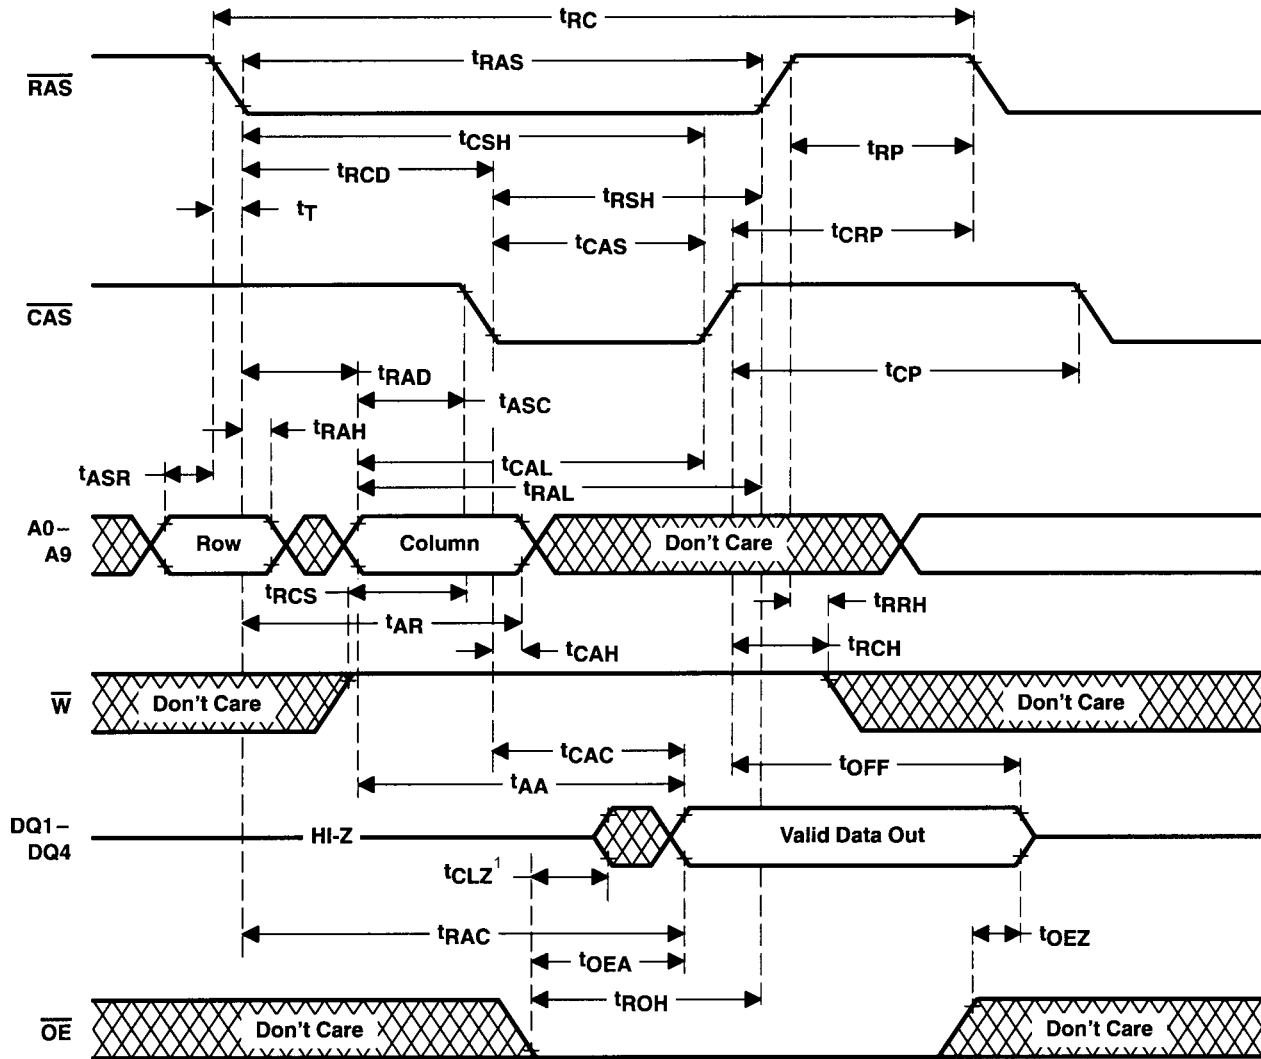 tRC
tRAS
RAS
tCSH
tRP
tRCD
tRSH
tT
tCRP
tCAS
CAS
tRAD
tCP
tASC
tRAH
tCAL
tASR
tRAL
A0–
A9
Row
Column
Don't Care
tRCS
tRRH
tAR
tCAH
tRCH
W
Don't Care
Don't Care
tCAC
tOFF
tAA
DQ1–
DQ4
HI-Z
Valid Data Out
tCLZ1
tRAC
tOEZ
tOEA
tROH
OE
Don't Care
Don't Care